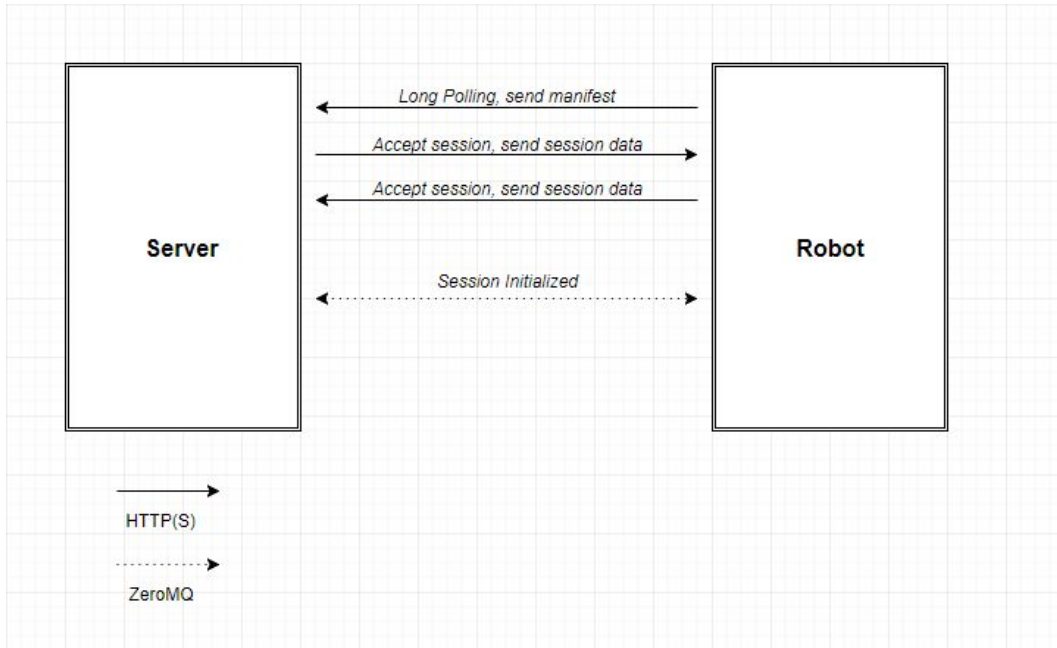 Long Polling, send manifest
Accept session, send session data
Accept session, send session data
Server
Robot
Session Initialized
HTTP(S)
ZeroMQ